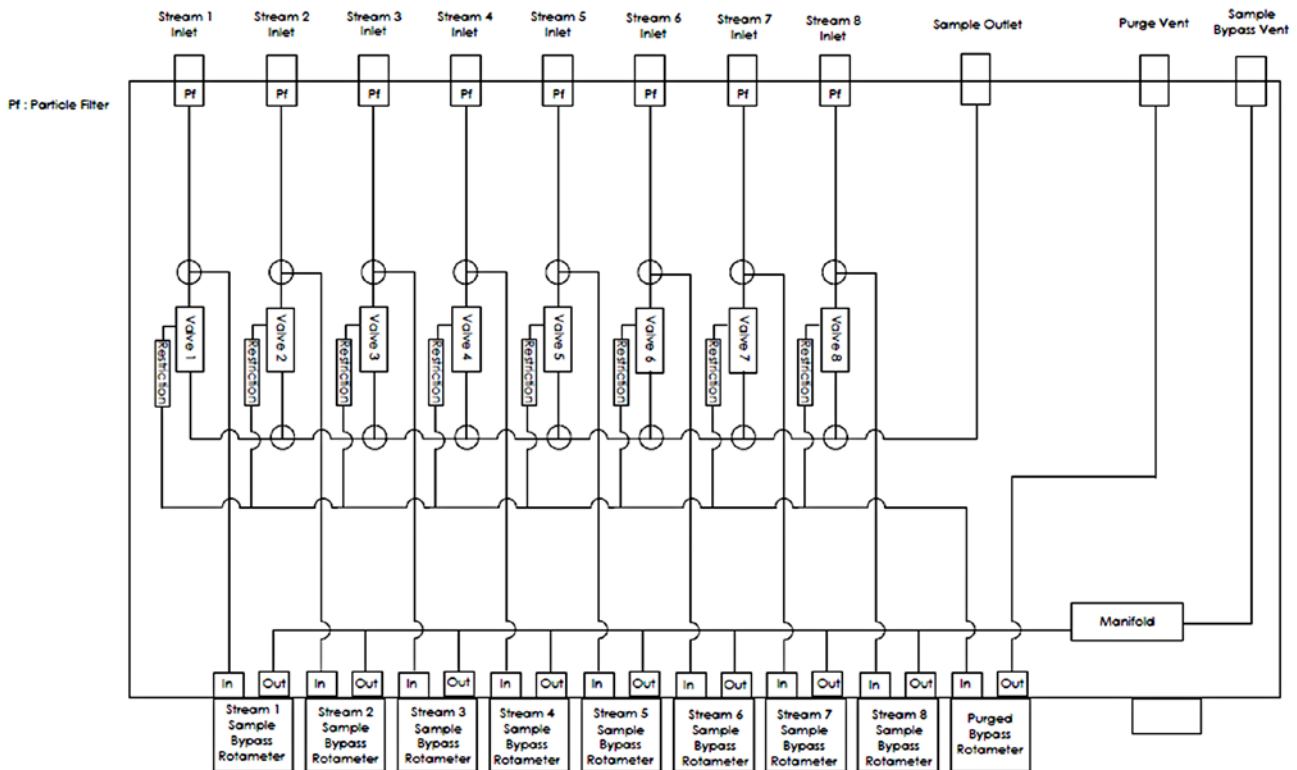 Stream 1
Inlet
Stream 2
Inlet
Stream 3
Inlet
Stream 4
Inlet
Stream 5
Inlet
Stream 6
Inlet
Stream 7
Inlet
Stream 8
Inlet
Sample Outlet
Purge Vent
Sample
Bypass Vent
Pf : Particle Filter
Pf
Pf
Pf
Pf
Pf
Pf
Pf
Pf
Valve 1
Valve 2
Valve 3
Valve 4
Valve 5
Valve 6
Valve 7
Valve 8
Restriction
Restriction
Restriction
Restriction
Restriction
Restriction
Restriction
Restriction
Manifold
In
Out
In
Out
In
Out
In
Out
In
Out
In
Out
In
Out
In
Out
In
Out
Stream 1
Sample
Bypass
Rotameter
Stream 2
Sample
Bypass
Rotameter
Stream 3
Sample
Bypass
Rotameter
Stream 4
Sample
Bypass
Rotameter
Stream 5
Sample
Bypass
Rotameter
Stream 6
Sample
Bypass
Rotameter
Stream 7
Sample
Bypass
Rotameter
Stream 8
Sample
Bypass
Rotameter
Purged
Bypass
Rotameter